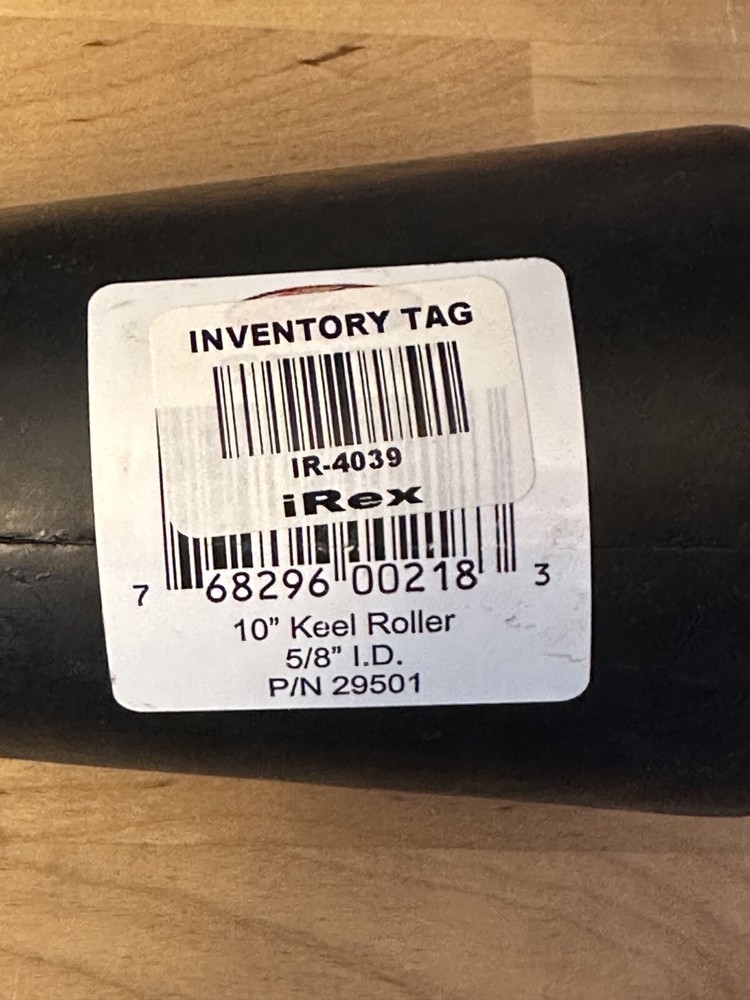 INVENTORY TAG
IR-4039
iRex
7 68296 00218 3
10" Keel Roller
5/8" I.D.
P/N 29501